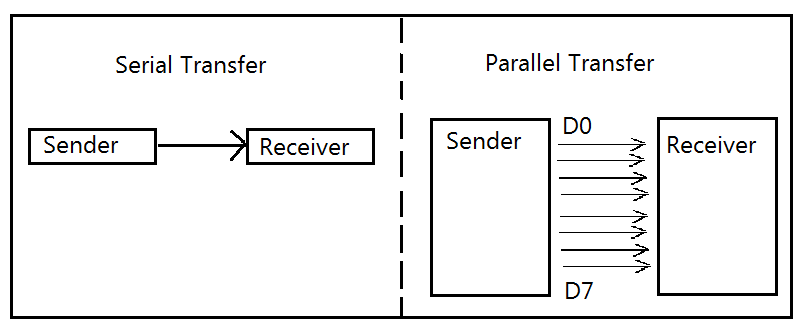 Serial Transfer
Sender
Receiver
Parallel Transfer
Sender
D0
Receiver
D7